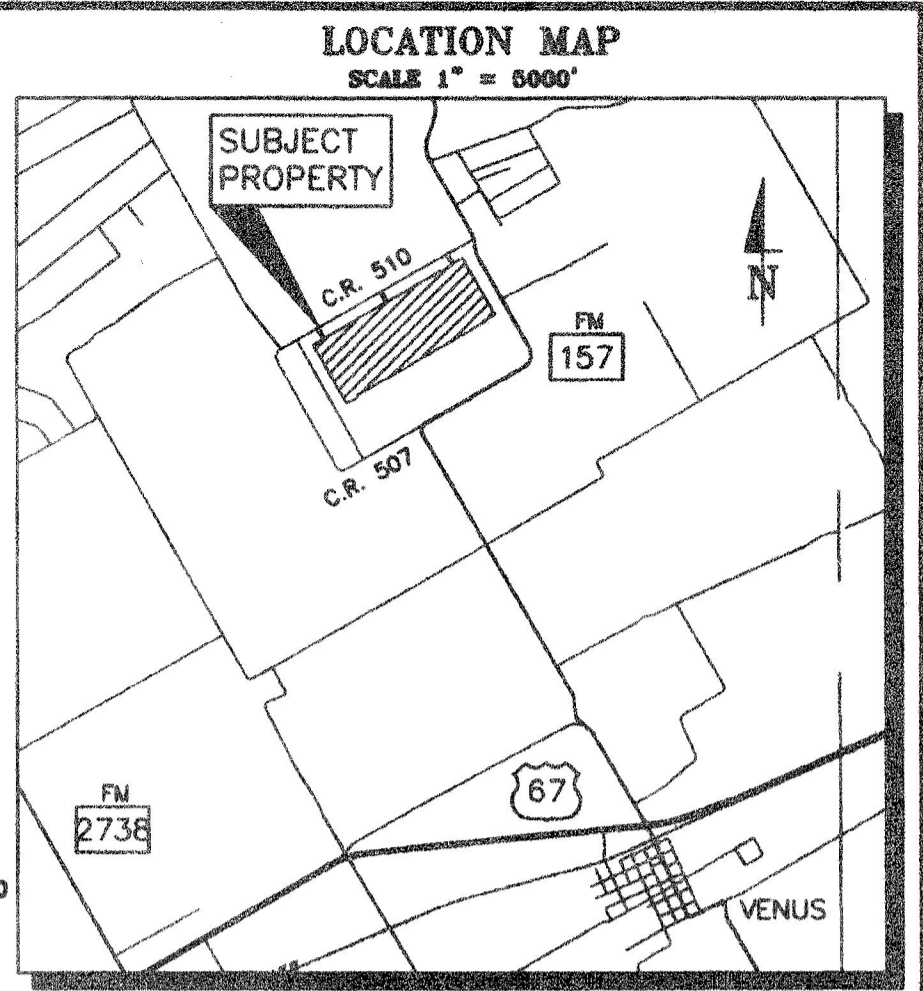 LOCATION MAP
SCALE 1" = 5000'
SUBJECT
PROPERTY
C.R. 510
N
FM
157
C.R. 507
67
FM
2738
VENUS